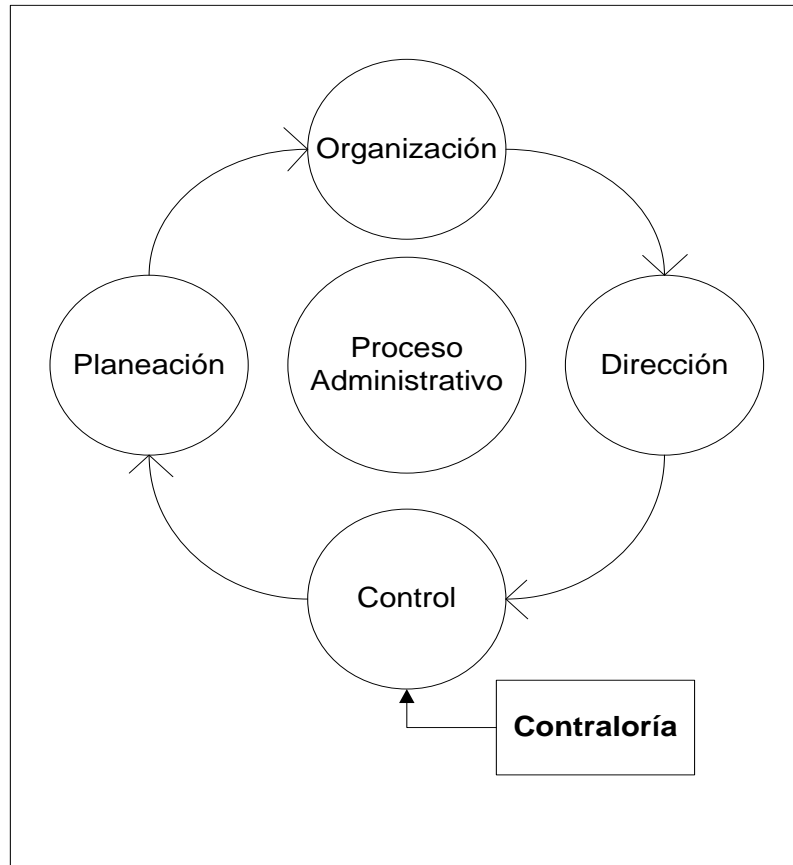 Organización
Planeación
Proceso
Administrativo
Dirección
Control
Contraloría